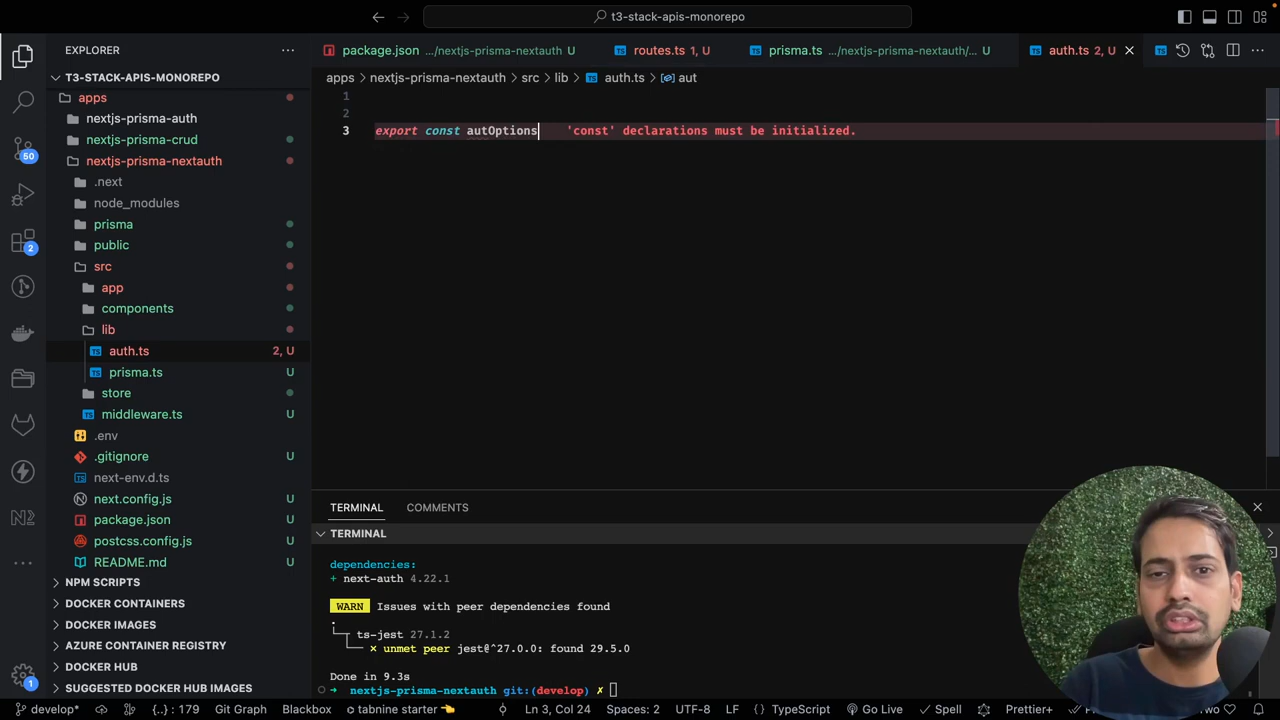 t3-stack-apis-monorepo
EXPLORER
package.json .../nextjs-prisma-nextauth U
routes.ts 1, U
prisma.ts .../nextjs-prisma-nextauth/... U
auth.ts 2, U
T3-STACK-APIS-MONOREPO
apps
nextjs-prisma-auth
nextjs-prisma-crud
nextjs-prisma-nextauth
.next
node_modules
prisma
public
src
app
components
lib
auth.ts 2, U
prisma.ts U
store
middleware.ts U
.env
.gitignore U
next-env.d.ts
next.config.js U
package.json U
postcss.config.js U
README.md U
NPM SCRIPTS
DOCKER CONTAINERS
DOCKER IMAGES
AZURE CONTAINER REGISTRY
DOCKER HUB
SUGGESTED DOCKER HUB IMAGES
50
2
1
apps > nextjs-prisma-nextauth > src > lib > auth.ts > aut
1
2
3 export const autOptions 'const' declarations must be initialized.
TERMINAL COMMENTS
TERMINAL
dependencies:
+ next-auth 4.22.1
WARN Issues with peer dependencies found
.
└─┬ ts-jest 27.1.2
└── ✕ unmet peer jest@^27.0.0: found 29.5.0
Done in 9.3s
➜ nextjs-prisma-nextauth git:(develop) ✗
develop* {..} : 179 Git Graph Blackbox tabnine starter 👈 Ln 3, Col 24 Spaces: 2 UTF-8 LF TypeScript Go Live Spell Prettier+ Two